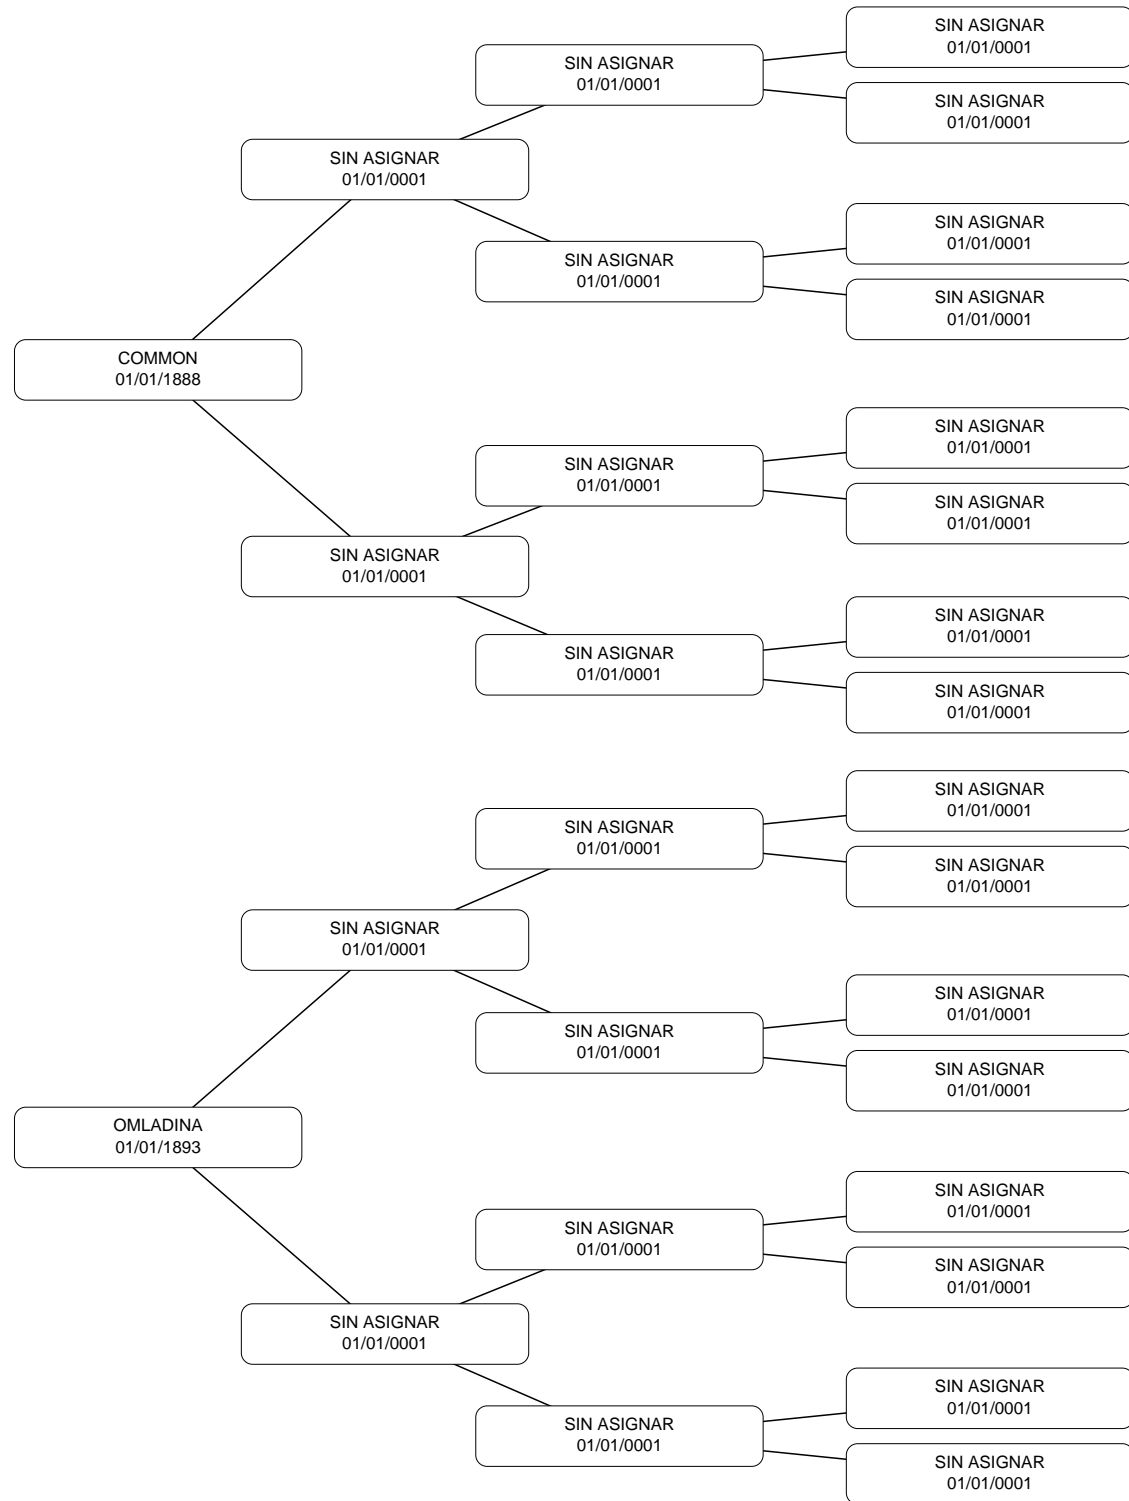 SIN ASIGNAR
01/01/0001
SIN ASIGNAR
01/01/0001
SIN ASIGNAR
01/01/0001
SIN ASIGNAR
01/01/0001
SIN ASIGNAR
01/01/0001
SIN ASIGNAR
01/01/0001
SIN ASIGNAR
01/01/0001
COMMON
01/01/1888
SIN ASIGNAR
01/01/0001
SIN ASIGNAR
01/01/0001
SIN ASIGNAR
01/01/0001
SIN ASIGNAR
01/01/0001
SIN ASIGNAR
01/01/0001
SIN ASIGNAR
01/01/0001
SIN ASIGNAR
01/01/0001
SIN ASIGNAR
01/01/0001
SIN ASIGNAR
01/01/0001
SIN ASIGNAR
01/01/0001
SIN ASIGNAR
01/01/0001
SIN ASIGNAR
01/01/0001
SIN ASIGNAR
01/01/0001
SIN ASIGNAR
01/01/0001
OMLADINA
01/01/1893
SIN ASIGNAR
01/01/0001
SIN ASIGNAR
01/01/0001
SIN ASIGNAR
01/01/0001
SIN ASIGNAR
01/01/0001
SIN ASIGNAR
01/01/0001
SIN ASIGNAR
01/01/0001
SIN ASIGNAR
01/01/0001